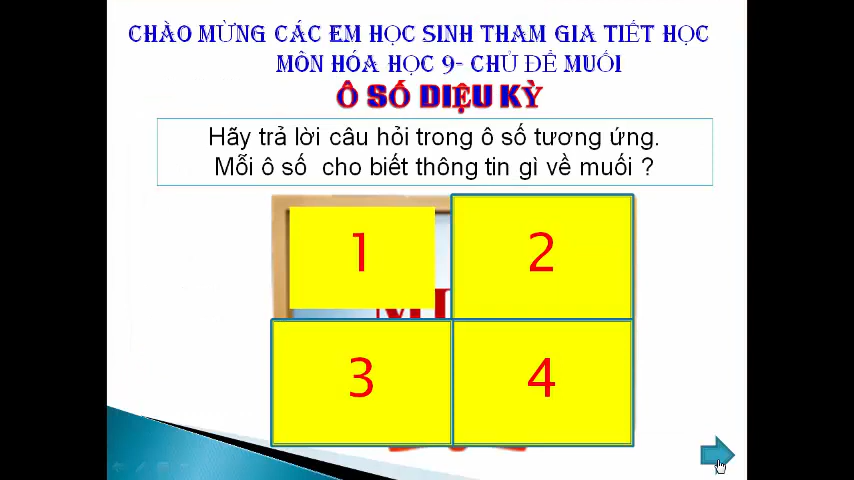 CHÀO MỪNG CÁC EM HỌC SINH THAM GIA TIẾT HỌC
MÔN HÓA HỌC 9- CHỦ ĐỀ MUỐI
Ô SỐ DIỆU KỲ
Hãy trả lời câu hỏi trong ô số tương ứng.
Mỗi ô số cho biết thông tin gì về muối ?
1
2
3
4